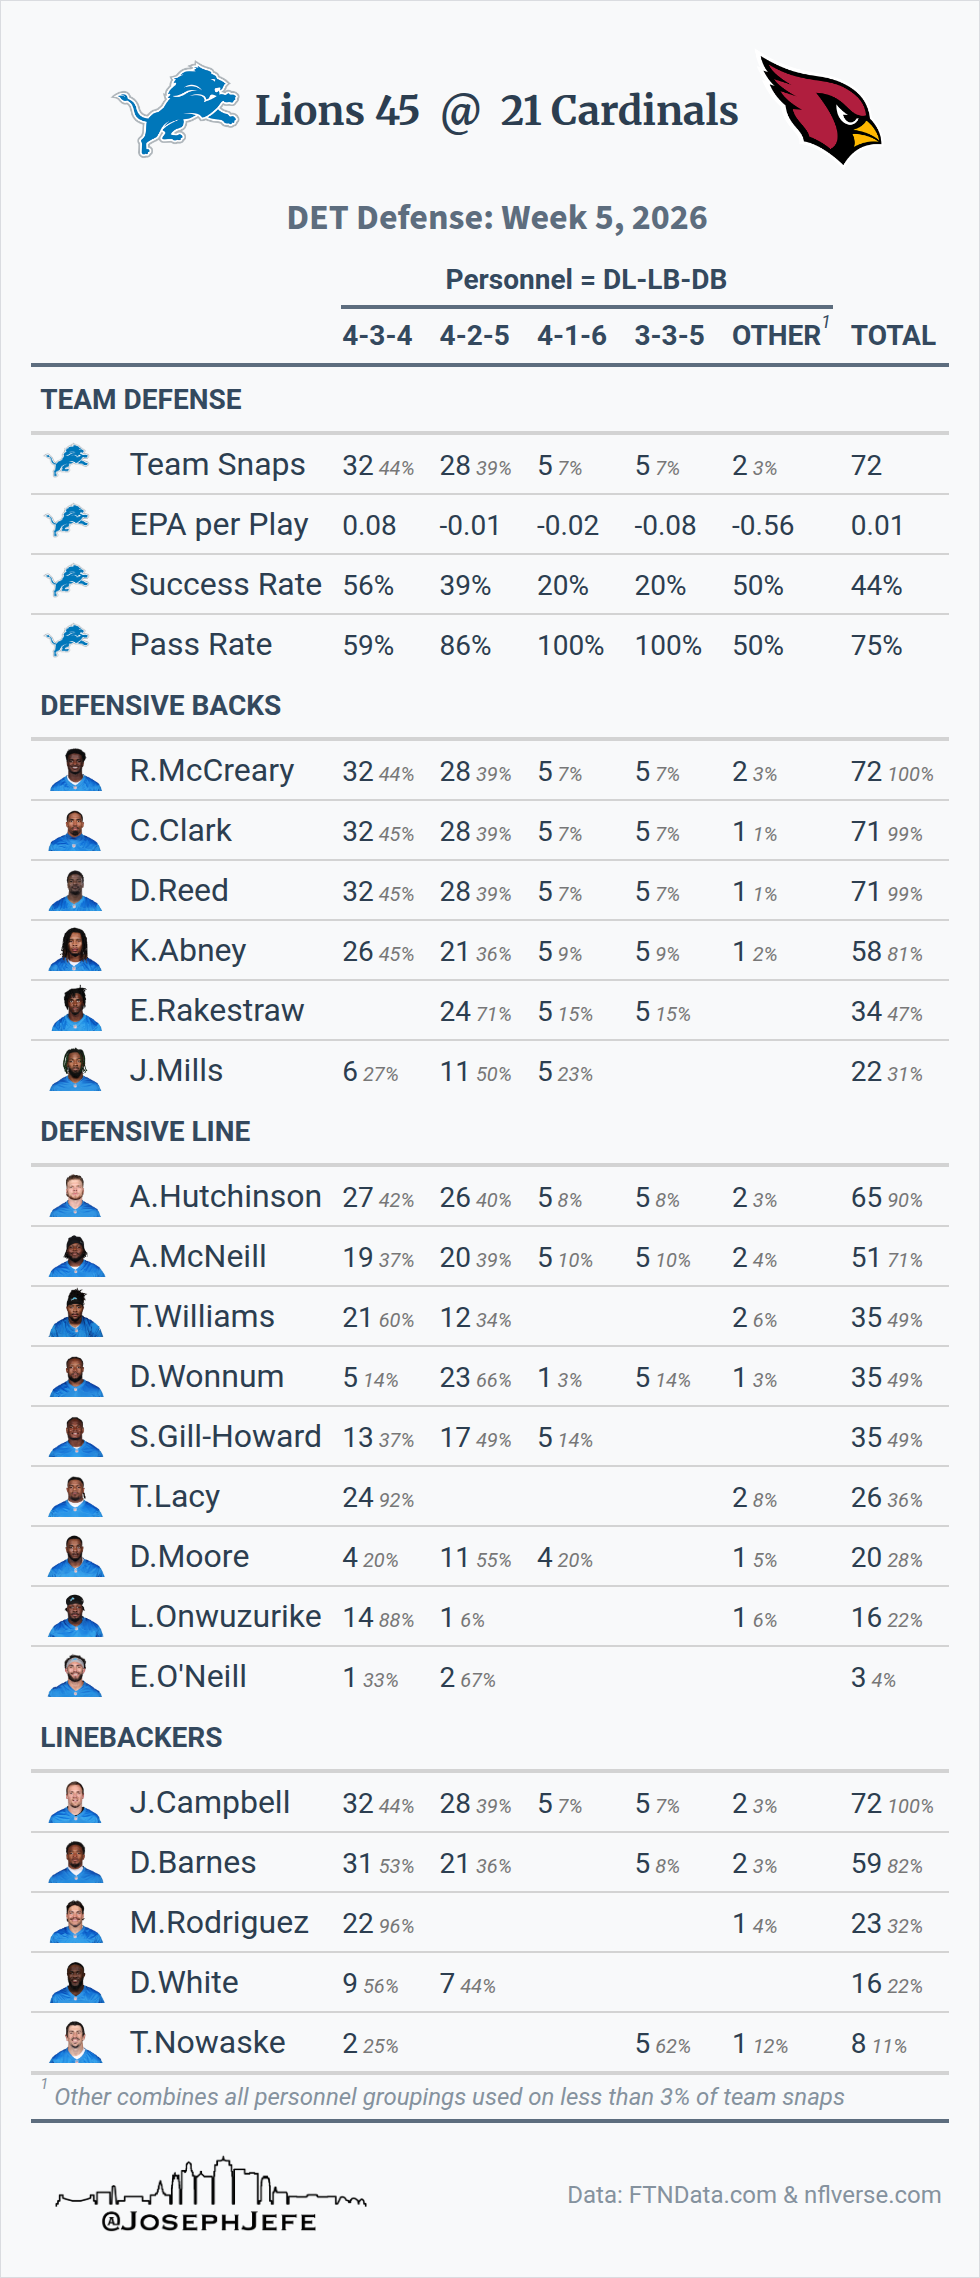 Lions 45 @ 21 Cardinals
DET Defense: Week 5, 2026
Personnel = DL-LB-DB
4-3-4 4-2-5 4-1-6 3-3-5 OTHER1 TOTAL
TEAM DEFENSE
Team Snaps 32 44% 28 39% 5 7% 5 7% 2 3% 72
EPA per Play 0.08 -0.01 -0.02 -0.08 -0.56 0.01
Success Rate 56% 39% 20% 20% 50% 44%
Pass Rate 59% 86% 100% 100% 50% 75%
DEFENSIVE BACKS
R.McCreary 32 44% 28 39% 5 7% 5 7% 2 3% 72 100%
C.Clark 32 45% 28 39% 5 7% 5 7% 1 1% 71 99%
D.Reed 32 45% 28 39% 5 7% 5 7% 1 1% 71 99%
K.Abney 26 45% 21 36% 5 9% 5 9% 1 2% 58 81%
E.Rakestraw 24 71% 5 15% 5 15% 34 47%
J.Mills 6 27% 11 50% 5 23% 22 31%
DEFENSIVE LINE
A.Hutchinson 27 42% 26 40% 5 8% 5 8% 2 3% 65 90%
A.McNeill 19 37% 20 39% 5 10% 5 10% 2 4% 51 71%
T.Williams 21 60% 12 34% 2 6% 35 49%
D.Wonnum 5 14% 23 66% 1 3% 5 14% 1 3% 35 49%
S.Gill-Howard 13 37% 17 49% 5 14% 35 49%
T.Lacy 24 92% 2 8% 26 36%
D.Moore 4 20% 11 55% 4 20% 1 5% 20 28%
L.Onwuzurike 14 88% 1 6% 1 6% 16 22%
E.O'Neill 1 33% 2 67% 3 4%
LINEBACKERS
J.Campbell 32 44% 28 39% 5 7% 5 7% 2 3% 72 100%
D.Barnes 31 53% 21 36% 5 8% 2 3% 59 82%
M.Rodriguez 22 96% 1 4% 23 32%
D.White 9 56% 7 44% 16 22%
T.Nowaske 2 25% 5 62% 1 12% 8 11%
1 Other combines all personnel groupings used on less than 3% of team snaps
@JOSEPHJEFE
Data: FTNData.com & nflverse.com